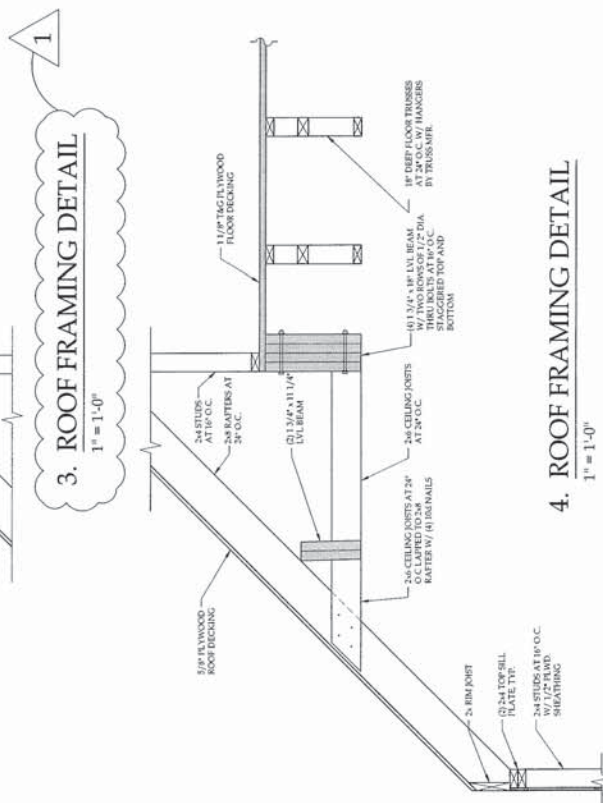 1
3. ROOF FRAMING DETAIL
1" = 1'-0"
5/8" PLYWOOD
ROOF DECKING
2x4 STUDS
AT 16" O.C.
2x8 RAFTERS AT
24" O.C.
(2) 1 3/4" x 11 1/4"
LVL BEAM
1 1/8" T&G PLYWOOD
FLOOR DECKING
2x RIM JOIST
(2) 2x4 TOP SILL
PLATE, TYP.
2x4 STUDS AT 16" O.C.
W/ 1/2" PLWD.
SHEATHING
2x6 CEILING JOISTS AT 24"
O.C. LAPPED TO 2x8
RAFTER W/ (4) 10d NAILS
2x6 CEILING JOISTS
AT 24" O.C.
(4) 1 3/4" x 18" LVL BEAM
W/ TWO ROWS OF 1/2" DIA
THRU BOLTS AT 16" O.C.
STAGGERED TOP AND
BOTTOM
18" DEEP FLOOR TRUSSES
AT 24" O.C. W/ HANGERS
BY TRUSS MFR.
4. ROOF FRAMING DETAIL
1" = 1'-0"